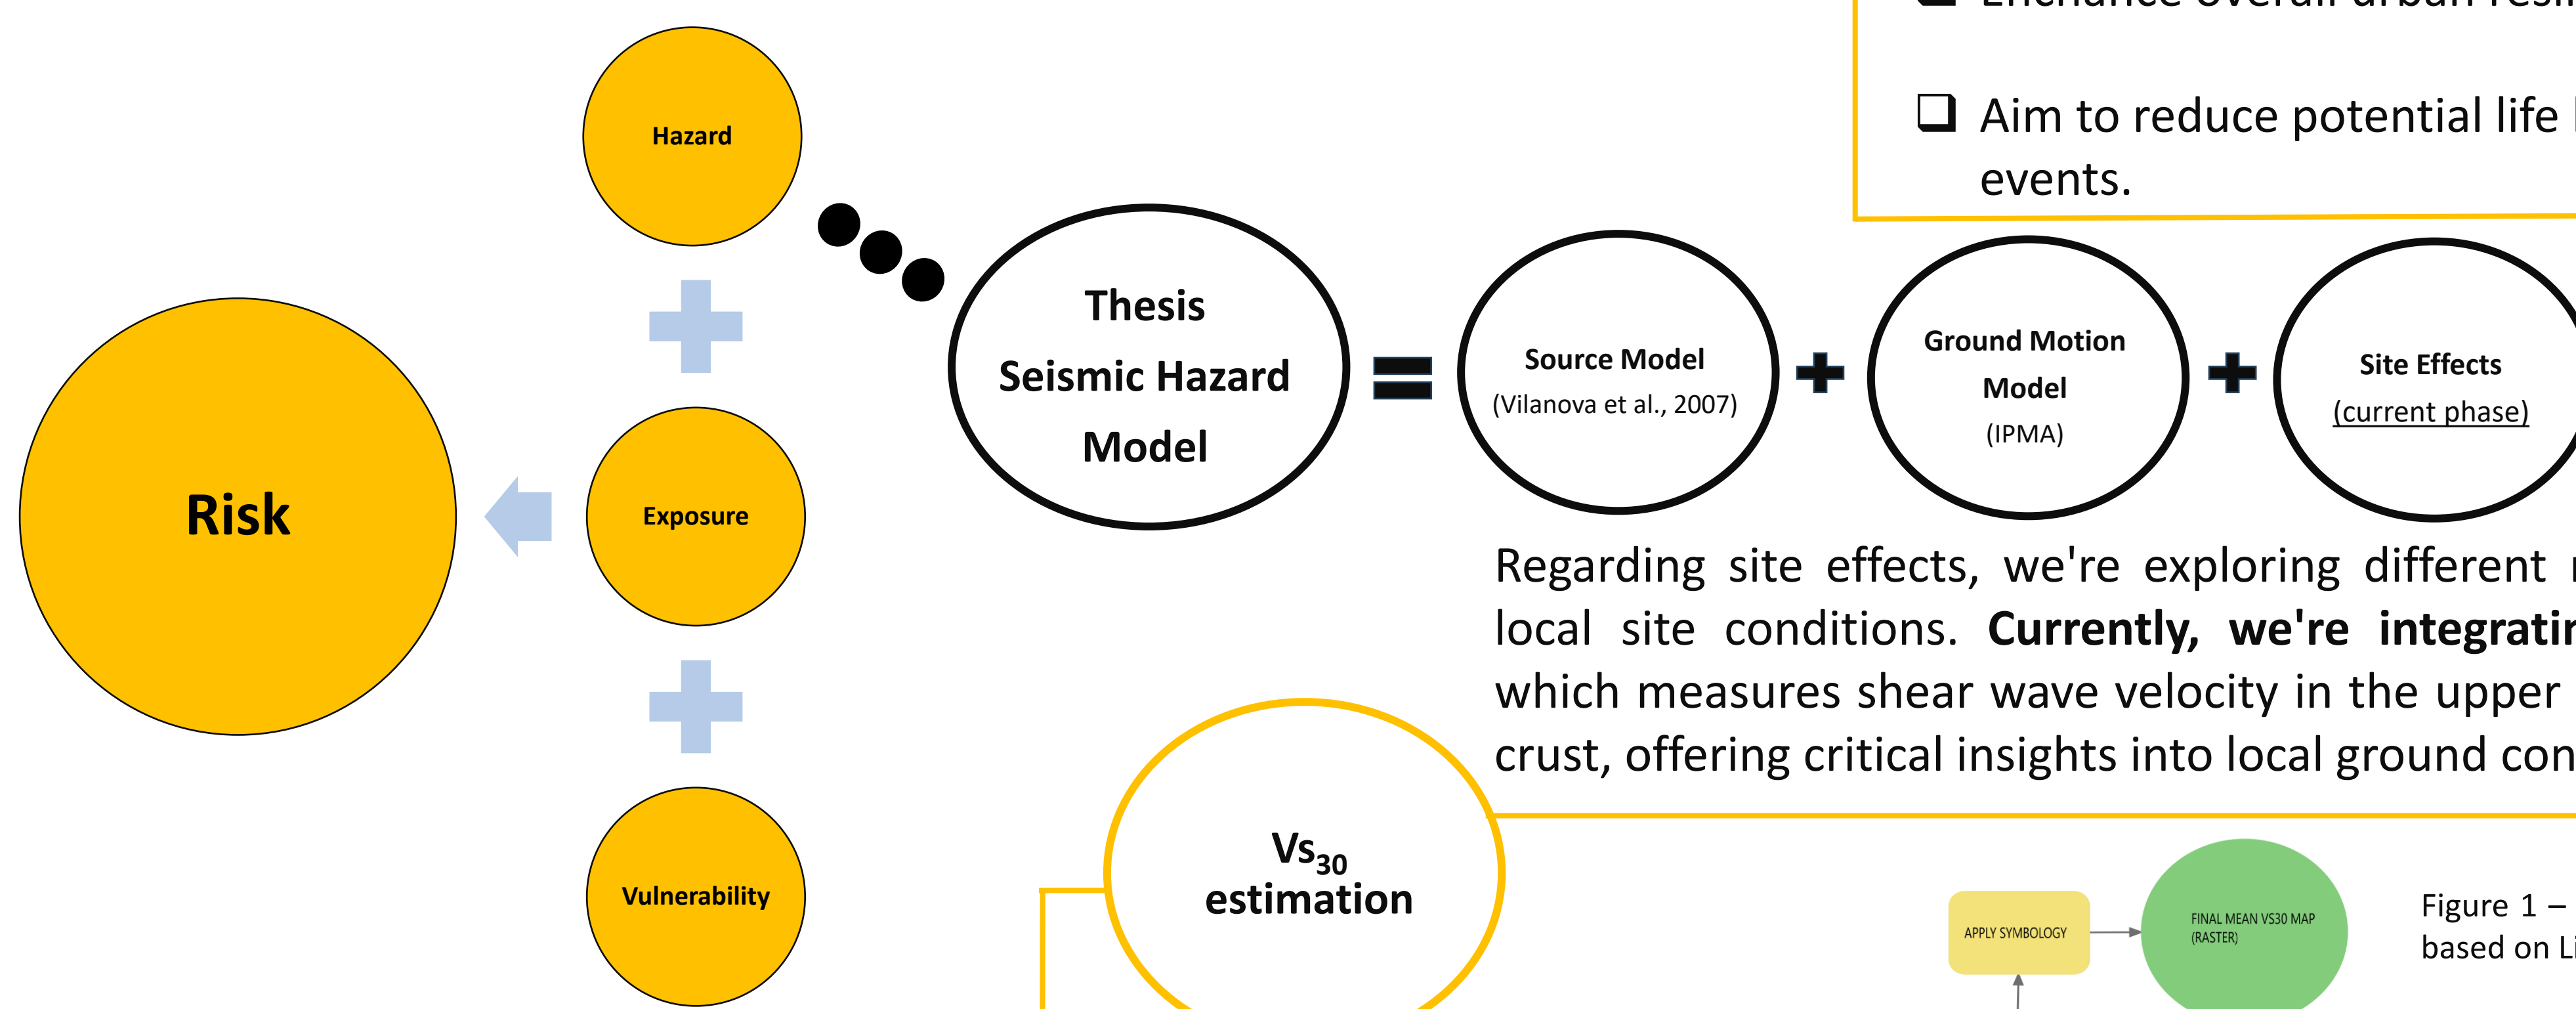 Enchance overall urban
Aim to reduce potential life
events.
Hazard
Exposure
Vulnerability
Risk
Thesis
Seismic Hazard
Model
Source Model
(Vilanova et al., 2007)
Ground Motion
Model
(IPMA)
Site Effects
(current phase)
Regarding site effects, we're exploring different
local site conditions. Currently, we're
which measures shear wave velocity in the upper
crust, offering critical insights into local ground
Vs30
estimation
APPLY SYMBOLOGY
FINAL MEAN VS30 MAP
(RASTER)
Figure 1 –
based on